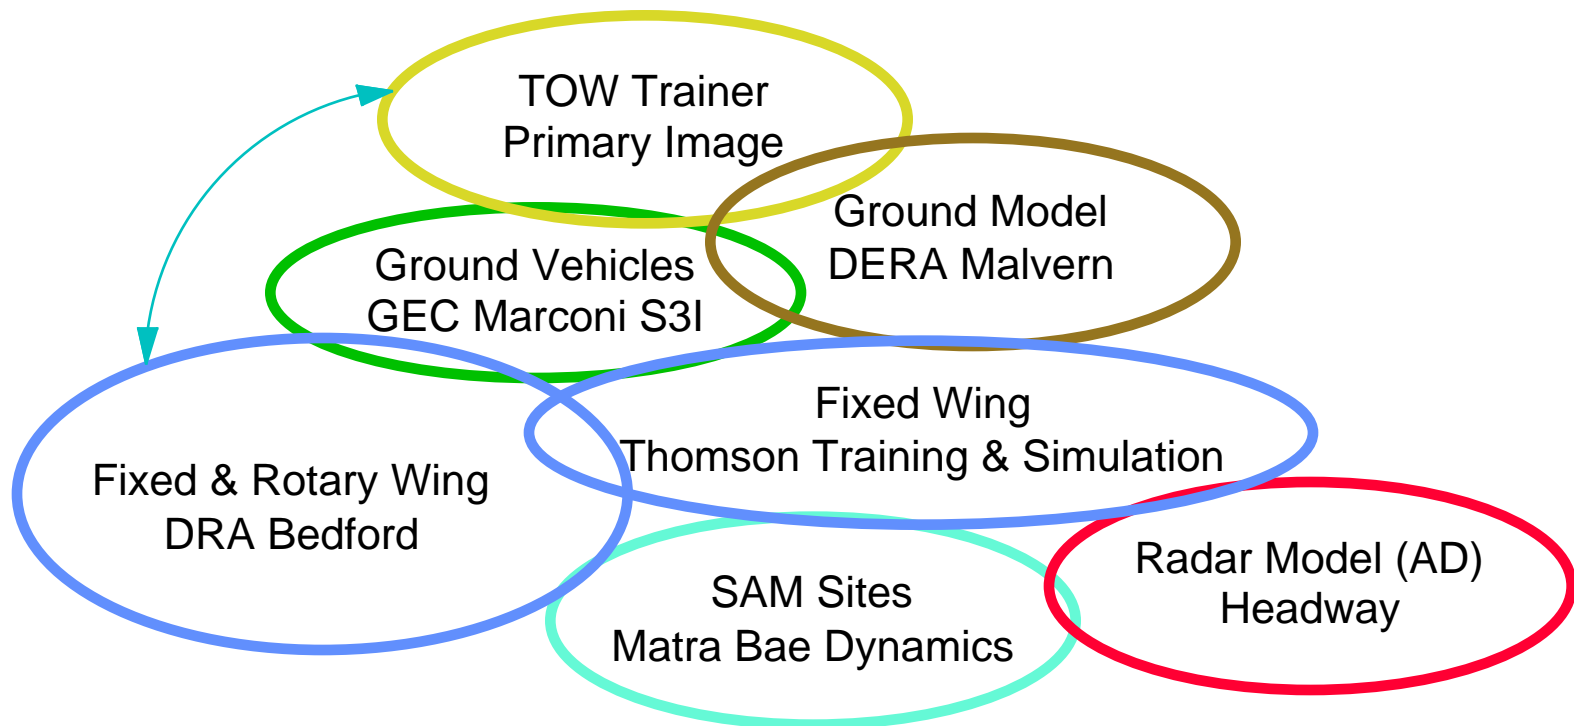 TOW Trainer
Primary Image
Ground Model
DERA Malvern
Ground Vehicles
GEC Marconi S3I
Fixed Wing
Thomson Training & Simulation
Fixed & Rotary Wing
DRA Bedford
Radar Model (AD)
Headway
SAM Sites
Matra Bae Dynamics